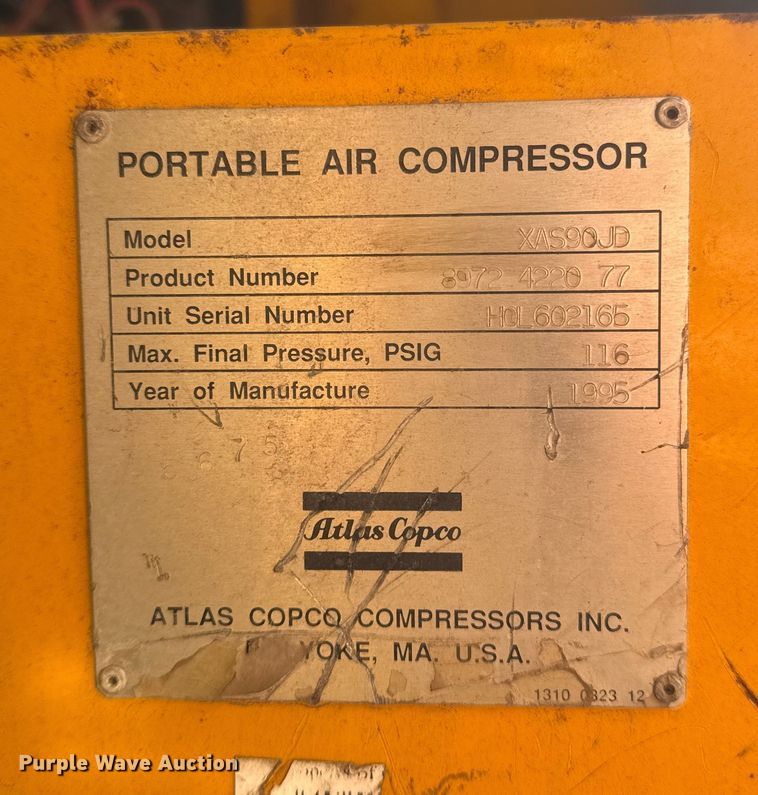 PORTABLE AIR COMPRESSOR
Model XAS90JD
Product Number 8972 4220 77
Unit Serial Number HOL602165
Max. Final Pressure, PSIG 116
Year of Manufacture 1995
Atlas Copco
ATLAS COPCO COMPRESSORS INC.
YOKE, MA. U.S.A.
1310 0323 12
Purple Wave Auction